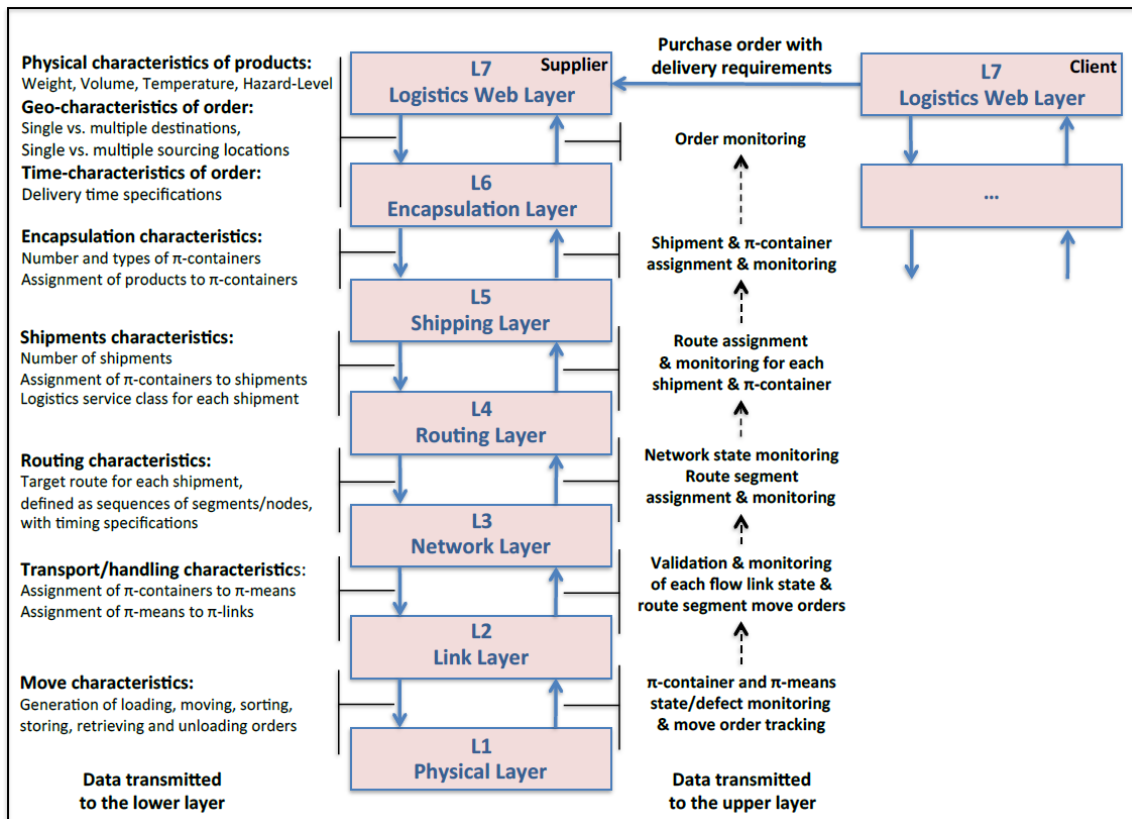 Physical characteristics of products:
Weight, Volume, Temperature, Hazard-Level
Geo-characteristics of order:
Single vs. multiple destinations,
Single vs. multiple sourcing locations
Time-characteristics of order:
Delivery time specifications
Encapsulation characteristics:
Number and types of π-containers
Assignment of products to π-containers
Shipments characteristics:
Number of shipments
Assignment of π-containers to shipments
Logistics service class for each shipment
Routing characteristics:
Target route for each shipment,
defined as sequences of segments/nodes,
with timing specifications
Transport/handling characteristics:
Assignment of π-containers to π-means
Assignment of π-means to π-links
Move characteristics:
Generation of loading, moving, sorting,
storing, retrieving and unloading orders
Data transmitted
to the lower layer
L7
Supplier
Logistics Web Layer
L6
Encapsulation Layer
L5
Shipping Layer
L4
Routing Layer
L3
Network Layer
L2
Link Layer
L1
Physical Layer
Purchase order with
delivery requirements
Order monitoring
Shipment & π-container
assignment & monitoring
Route assignment
& monitoring for each
shipment & π-container
Network state monitoring
Route segment
assignment & monitoring
Validation & monitoring
of each flow link state &
route segment move orders
π-container and π-means
state/defect monitoring
& move order tracking
Data transmitted
to the upper layer
L7
Client
Logistics Web Layer
...